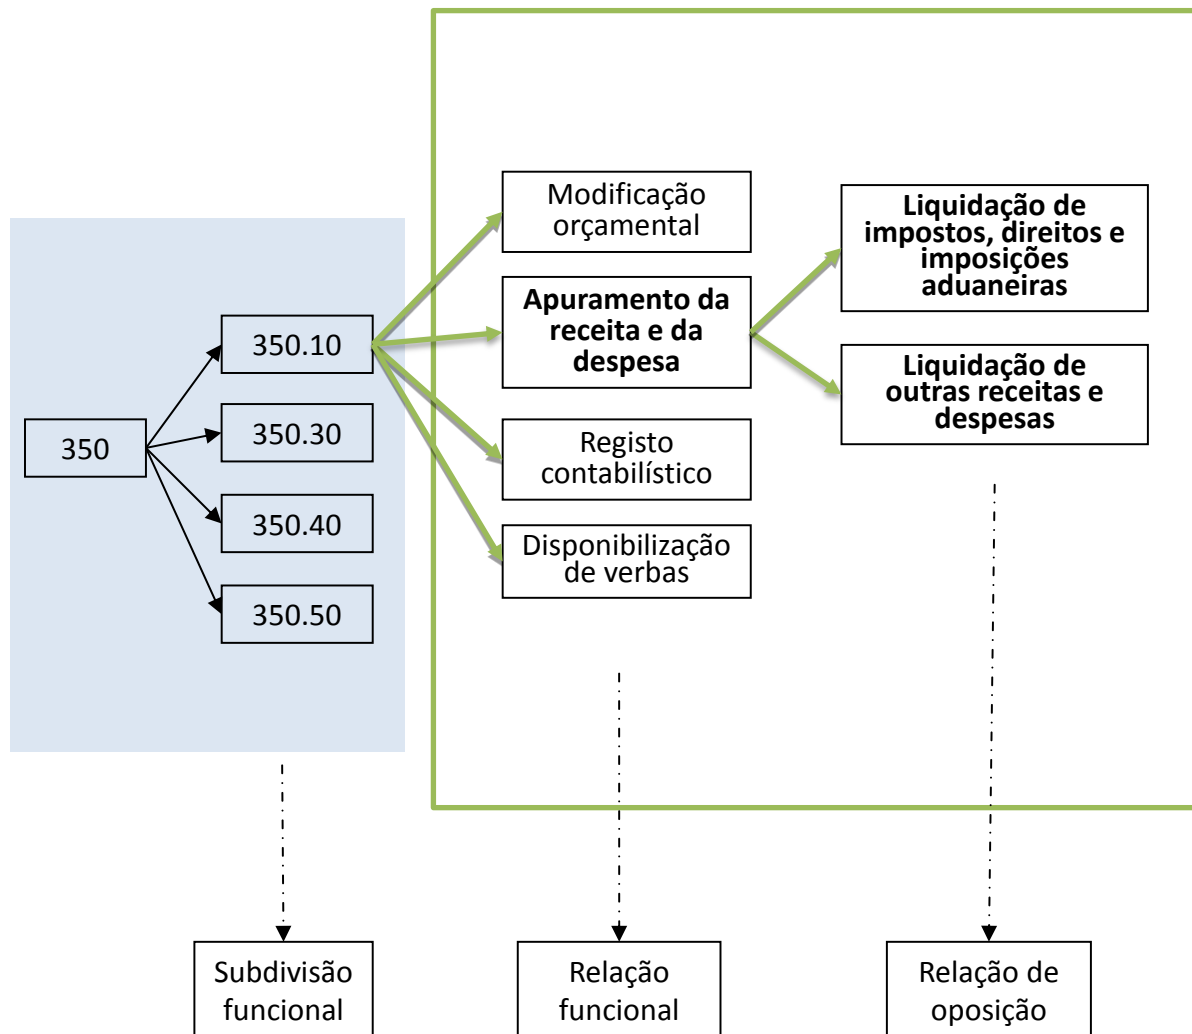 350
350.10
350.30
350.40
350.50
Modificação
orçamental
Apuramento da
receita e da
despesa
Registo
contabilístico
Disponibilização
de verbas
Liquidação de
impostos, direitos e
imposições
aduaneiras
Liquidação de
outras receitas e
despesas
Subdivisão
funcional
Relação
funcional
Relação de
oposição